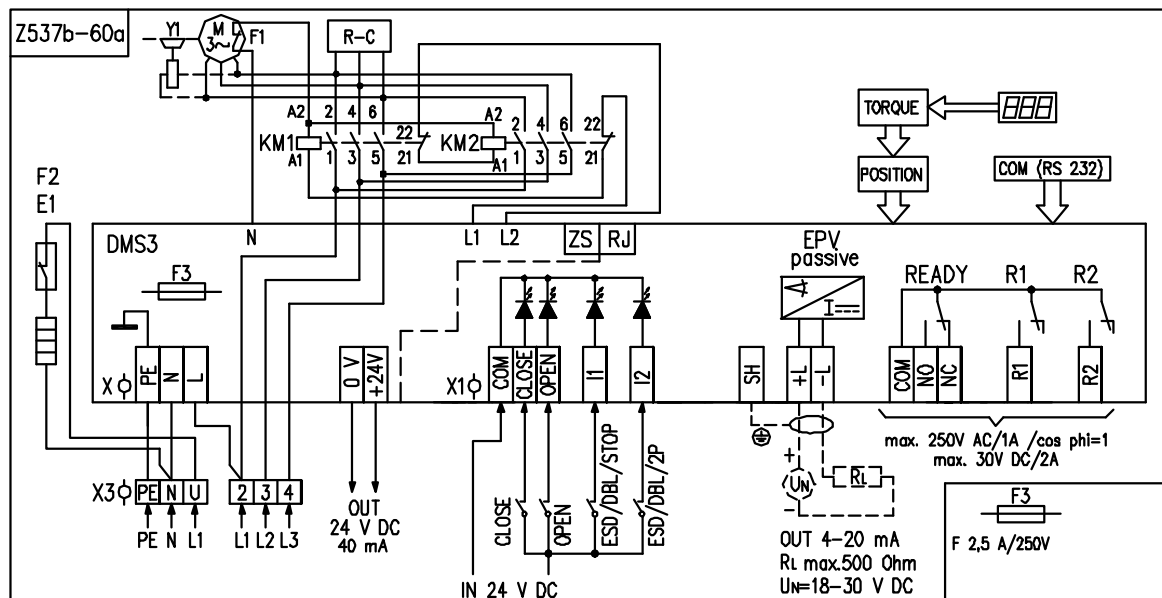 Z537b-60a
Y1
M
3~
F1
R-C
A2
2
4
6
22
A2
2
4
6
22
KM1
KM2
A1
1
3
5
21
A1
1
3
5
21
TORQUE
POSITION
COM (RS 232)
F2
E1
DMS3
N
L1
L2
ZS
RJ
EPV
passive
F3
I
READY
R1
R2
X
PE
N
L
0 V
+24V
X1
COM
CLOSE
OPEN
I1
I2
SH
+L
-L
COM
NO
NC
R1
R2
max. 250V AC/1A /cos phi=1
max. 30V DC/2A
X3
PE
N
U
2
3
4
PE
N
L1
L1
L2
L3
OUT
24 V DC
40 mA
CLOSE
OPEN
ESD/DBL/STOP
ESD/DBL/2P
IN 24 V DC
+
UN
-
RL
OUT 4-20 mA
RL max.500 Ohm
UN=18-30 V DC
F3
F 2,5 A/250V